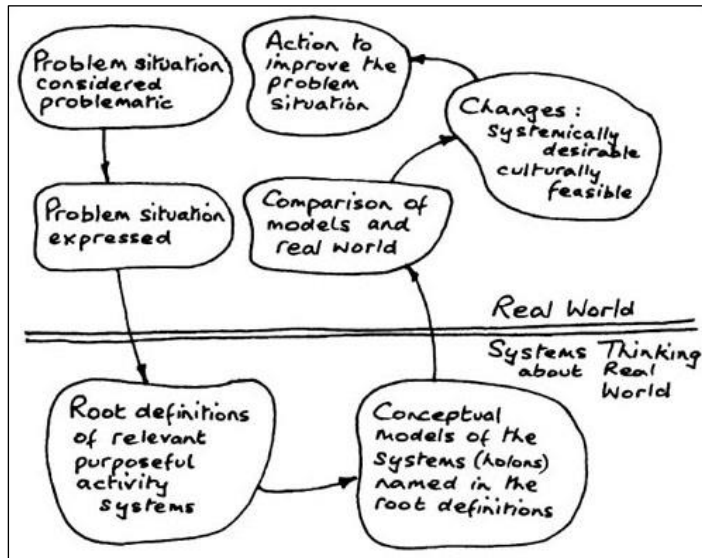 Problem situation
considered
problematic
Problem situation
expressed
Root definitions
of relevant
purposeful
activity
systems
Conceptual
models of the
systems (holons)
named in the
root definitions
Comparison of
models and
real world
Changes :
systemically
desirable
culturally
feasible
Action to
improve the
problem
situation
Real World
Systems Thinking
about Real
World